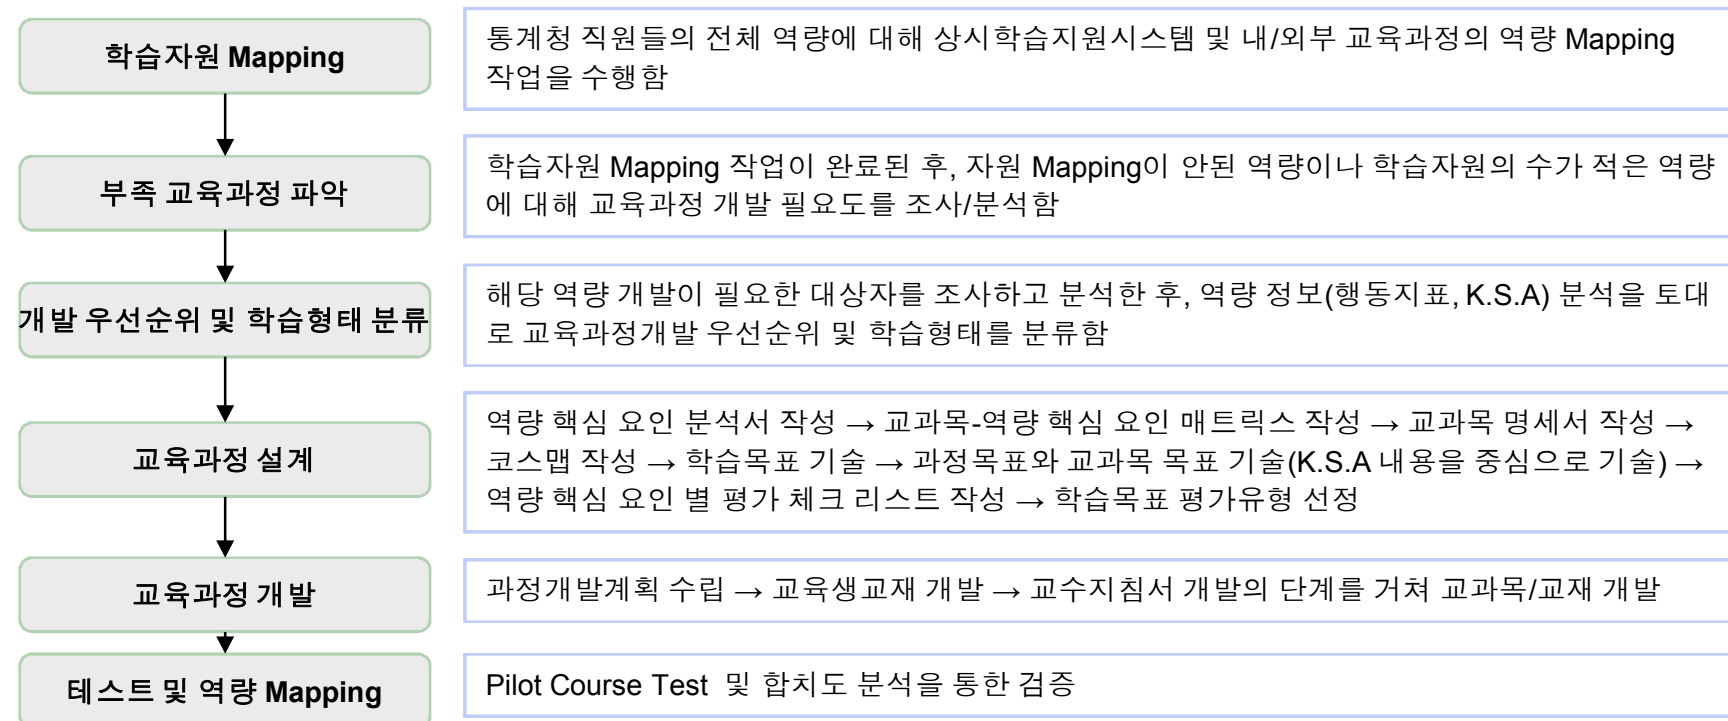 학습자원 Mapping
통계청 직원들의 전체 역량에 대해 상시학습지원시스템 및 내/외부 교육과정의 역량 Mapping
작업을 수행함
부족 교육과정 파악
학습자원 Mapping 작업이 완료된 후, 자원 Mapping이 안된 역량이나 학습자원의 수가 적은 역량
에 대해 교육과정 개발 필요도를 조사/분석함
개발 우선순위 및 학습형태 분류
해당 역량 개발이 필요한 대상자를 조사하고 분석한 후, 역량 정보(행동지표, K.S.A) 분석을 토대
로 교육과정개발 우선순위 및 학습형태를 분류함
교육과정 설계
역량 핵심 요인 분석서 작성 → 교과목-역량 핵심 요인 매트릭스 작성 → 교과목 명세서 작성 →
코스맵 작성 → 학습목표 기술 → 과정목표와 교과목 목표 기술(K.S.A 내용을 중심으로 기술) →
역량 핵심 요인 별 평가 체크 리스트 작성 → 학습목표 평가유형 선정
교육과정 개발
과정개발계획 수립 → 교육생교재 개발 → 교수지침서 개발의 단계를 거쳐 교과목/교재 개발
테스트 및 역량 Mapping
Pilot Course Test 및 합치도 분석을 통한 검증